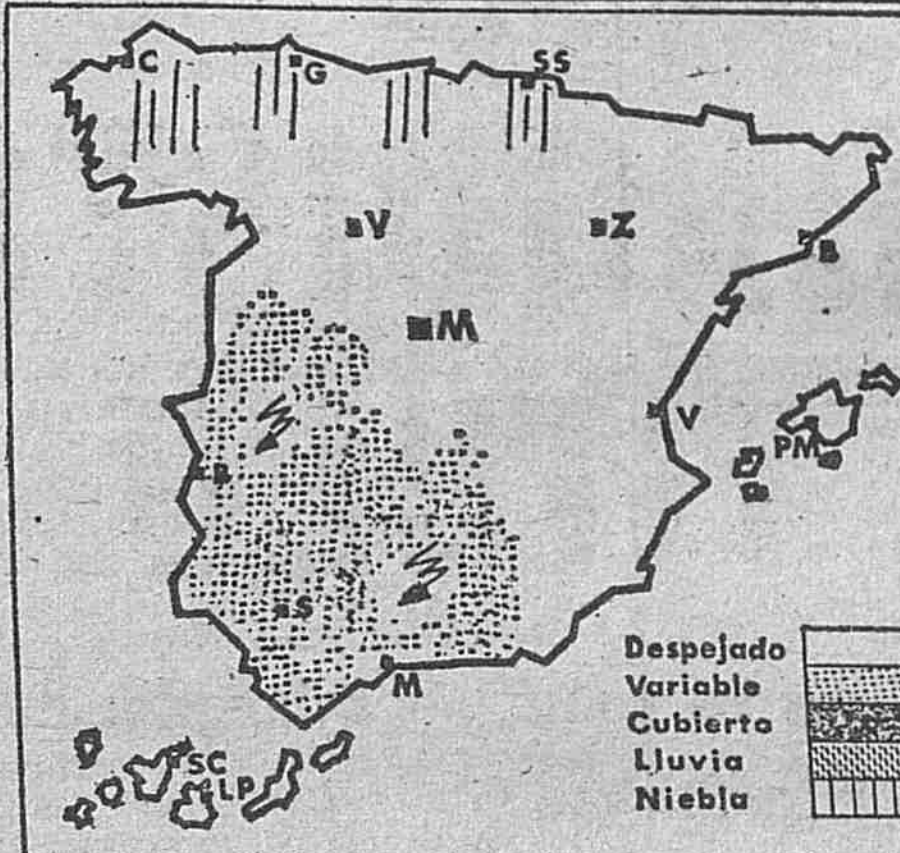 C
G
SS
V
Z
B
M
V
PM
B
S
M
SC
LP
Despejado
Variable
Cubierto
Lluvia
Niebla